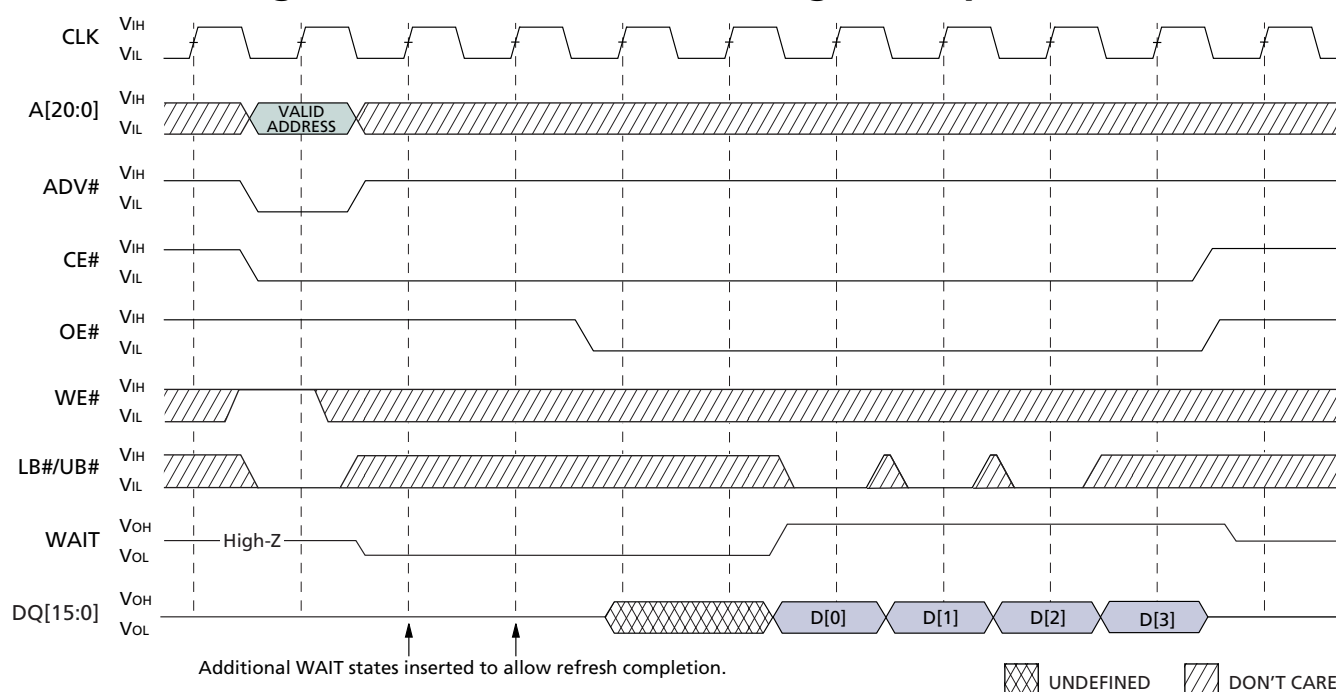 CLK VIH
VIL
A[20:0] VIH
VIL
VALID
ADDRESS
ADV# VIH
VIL
CE# VIH
VIL
OE# VIH
VIL
WE# VIH
VIL
LB#/UB# VIH
VIL
WAIT VOH
VOL
High-Z
DQ[15:0] VOH
VOL
D[0] D[1] D[2] D[3]
Additional WAIT states inserted to allow refresh completion.
UNDEFINED DON'T CARE